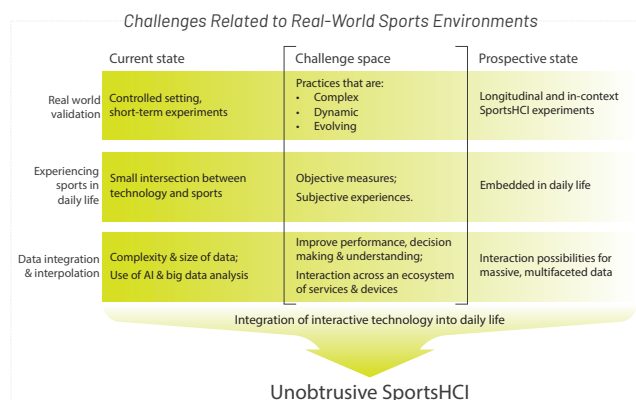 Challenges Related to Real-World Sports Environments
Current state
Challenge space
Prospective state
Real world
validation
Controlled setting,
short-term experiments
Practices that are:
• Complex
• Dynamic
• Evolving
Longitudinal and in-context
SportsHCI experiments
Experiencing
sports in
daily life
Small intersection between
technology and sports
Objective measures;
Subjective experiences.
Embedded in daily life
Data integration
& interpolation
Complexity & size of data;
Use of AI & big data analysis
Improve performance, decision
making & understanding;
Interaction across an ecosystem
of services & devices
Interaction possibilities for
massive, multifaceted data
Integration of interactive technology into daily life
Unobtrusive SportsHCI